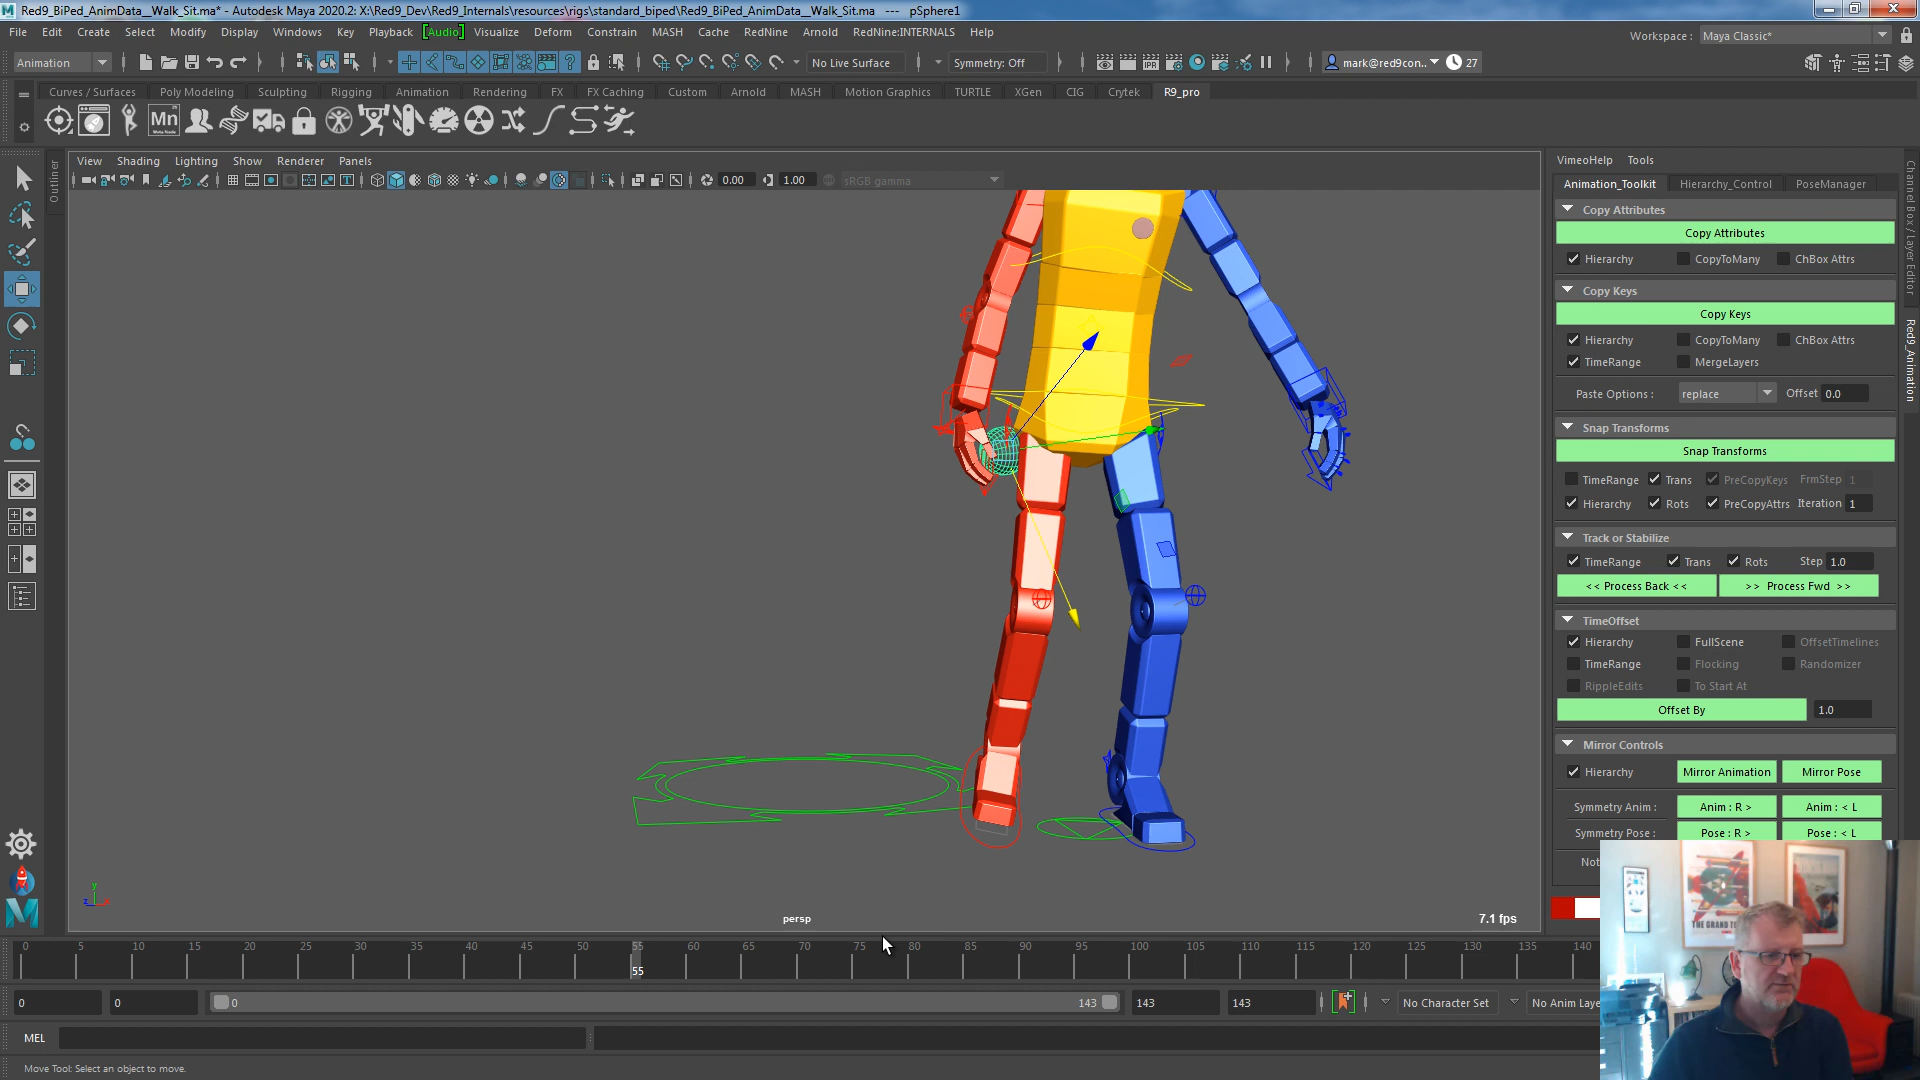 Red9_BiPed_AnimData__Walk_Sit.ma* - Autodesk Maya 2020.2: X:\Red9_Dev\Red9_Internals\resources\rigs\standard_biped\Red9_BiPed_AnimData__Walk_Sit.ma --- pSphere1
File Edit Create Select Modify Display Windows Key Playback [Audio] Visualize Deform Constrain MASH Cache RedNine Arnold RedNine:INTERNALS Help
Workspace : Maya Classic*
Animation No Live Surface Symmetry: Off IPR mark@red9con.. 27
Curves / Surfaces Poly Modeling Sculpting Rigging Animation Rendering FX FX Caching Custom Arnold MASH Motion Graphics TURTLE XGen CIG Crytek R9_pro
Mn
View Shading Lighting Show Renderer Panels
0.00 1.00 sRGB gamma
Outliner
VimeoHelp Tools
Animation_Toolkit Hierarchy_Control PoseManager
Copy Attributes
Copy Attributes
Hierarchy CopyToMany ChBox Attrs
Copy Keys
Copy Keys
Hierarchy CopyToMany ChBox Attrs
TimeRange MergeLayers
Paste Options : replace Offset 0.0
Snap Transforms
Snap Transforms
TimeRange Trans PreCopyKeys FrmStep 1
Hierarchy Rots PreCopyAttrs Iteration 1
Track or Stabilize
TimeRange Trans Rots Step 1.0
<< Process Back << >> Process Fwd >>
TimeOffset
Hierarchy FullScene OffsetTimelines
TimeRange Flocking Randomizer
RippleEdits To Start At
Offset By 1.0
Mirror Controls
Hierarchy Mirror Animation Mirror Pose
Symmetry Anim : Anim : R > Anim : < L
Symmetry Pose : Pose : R > Pose : < L
Channel Box / Layer Editor
Red9_Animation
persp
7.1 fps
0 5 10 15 20 25 30 35 40 45 50 55 60 65 70 75 80 85 90 95 100 105 110 115 120 125 130 135 140
55
0 0 0 143 143 143 No Character Set No Anim Laye
MEL
Move Tool: Select an object to move.